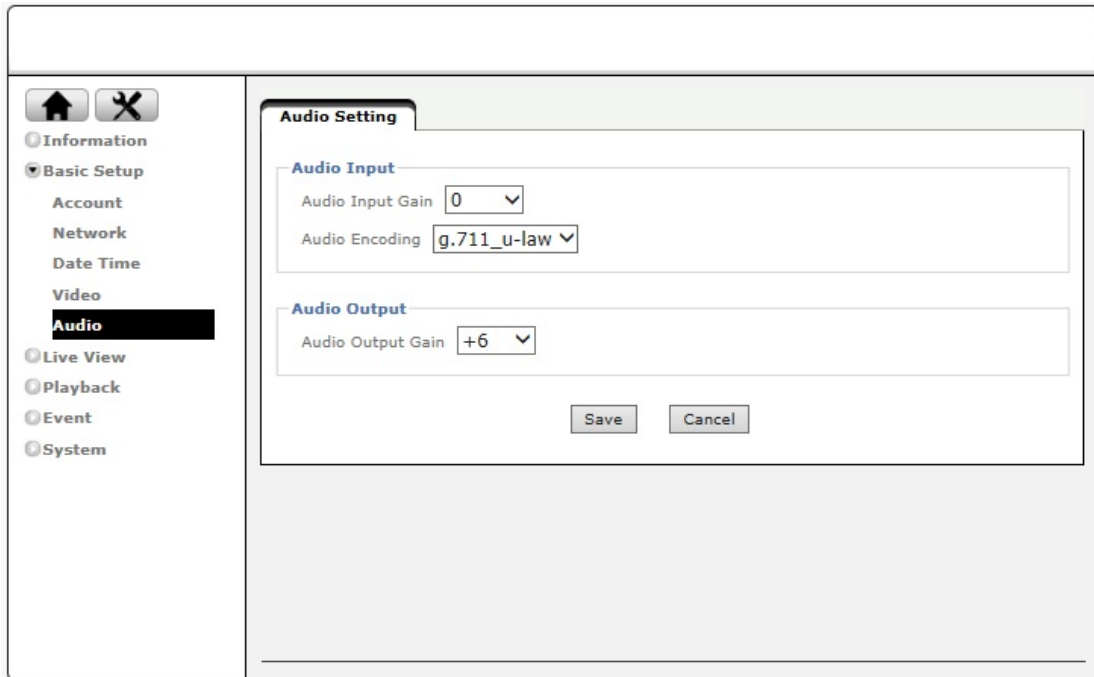 Information
Basic Setup
Account
Network
Date Time
Video
Audio
Live View
Playback
Event
System
Audio Setting
Audio Input
Audio Input Gain 0
Audio Encoding g.711_u-law
Audio Output
Audio Output Gain +6
Save Cancel